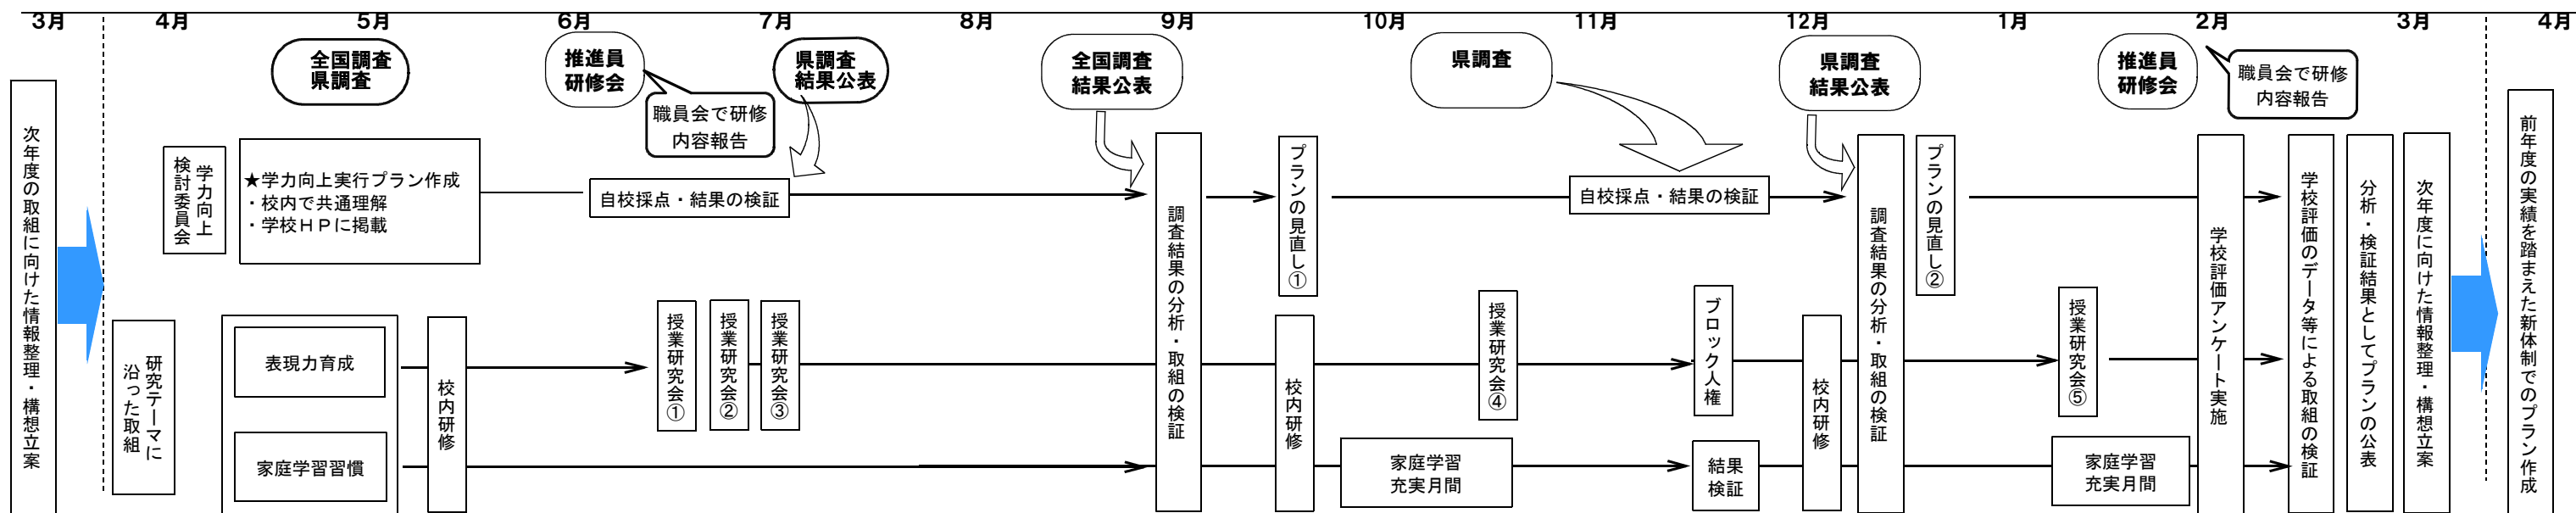 3月
4月
5月
6月
7月
8月
9月
10月
11月
12月
1月
2月
3月
4月
全国調査
県調査
推進員
研修会
職員会で研修
内容報告
県調査
結果公表
全国調査
結果公表
県調査
県調査
結果公表
推進員
研修会
職員会で研修
内容報告
次年度の取組に向けた情報整理・構想立案
学力向上
検討委員会
★学力向上実行プラン作成
・校内で共通理解
・学校ＨＰに掲載
自校採点・結果の検証
調査結果の分析・取組の検証
プランの見直し①
自校採点・結果の検証
調査結果の分析・取組の検証
プランの見直し②
学校評価アンケート実施
学校評価のデータ等による取組の検証
分析・検証結果としてプランの公表
次年度に向けた情報整理・構想立案
前年度の実績を踏まえた新体制でのプラン作成
研究テーマに
沿った取組
表現力育成
家庭学習習慣
校内研修
授業研究会①
授業研究会②
授業研究会③
校内研修
授業研究会④
ブロック人権
校内研修
授業研究会⑤
家庭学習
充実月間
結果
検証
家庭学習
充実月間